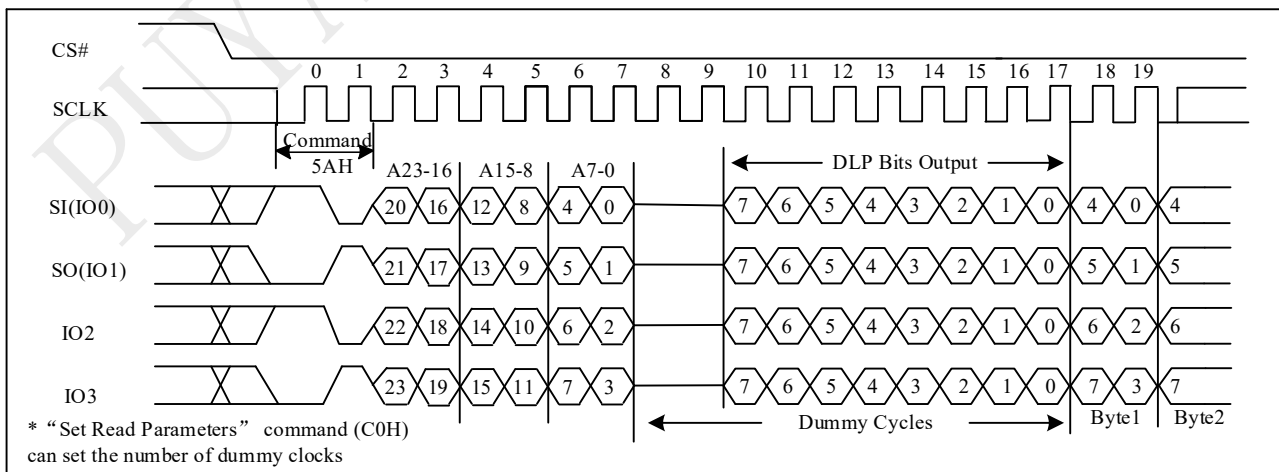 PUYA
CS#
0 1 2 3 4 5 6 7 8 9 10 11 12 13 14 15 16 17 18 19
SCLK
Command
5AH
A23-16 A15-8 A7-0 DLP Bits Output
SI(IO0) 20 16 12 8 4 0 7 6 5 4 3 2 1 0 4 0 4
SO(IO1) 21 17 13 9 5 1 7 6 5 4 3 2 1 0 5 1 5
IO2 22 18 14 10 6 2 7 6 5 4 3 2 1 0 6 2 6
IO3 23 19 15 11 7 3 7 6 5 4 3 2 1 0 7 3 7
Dummy Cycles Byte1 Byte2
* “Set Read Parameters” command (C0H)
can set the number of dummy clocks